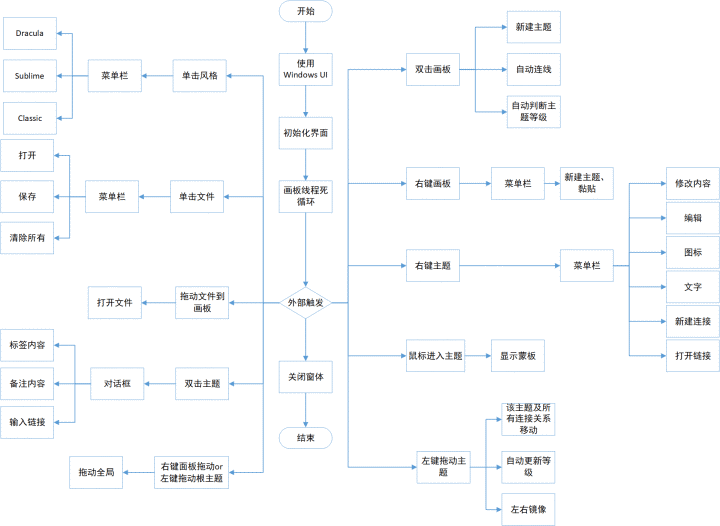 开始
使用
Windows UI
初始化界面
画板线程死
循环
外部触发
关闭窗体
结束
Dracula
Sublime
Classic
菜单栏
单击风格
打开
保存
清除所有
菜单栏
单击文件
打开文件
拖动文件到
画板
标签内容
备注内容
输入链接
对话框
双击主题
拖动全局
右键面板拖动or
左键拖动根主题
双击画板
新建主题
自动连线
自动判断主
题等级
右键画板
菜单栏
新建主题、
黏贴
右键主题
菜单栏
修改内容
编辑
图标
文字
新建连接
打开链接
鼠标进入主题
显示蒙板
左键拖动主
题
该主题及所
有连接关系
移动
自动更新等
级
左右镜像